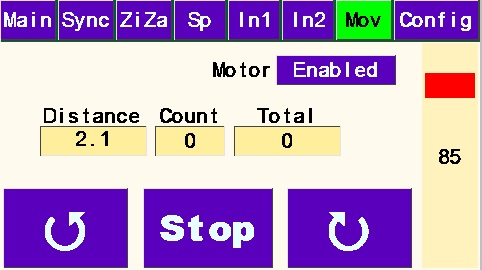 Main Sync ZiZa Sp In1 In2 Mov Config
Motor Enabled
Distance Count Total
2.1 0 0
85
Stop